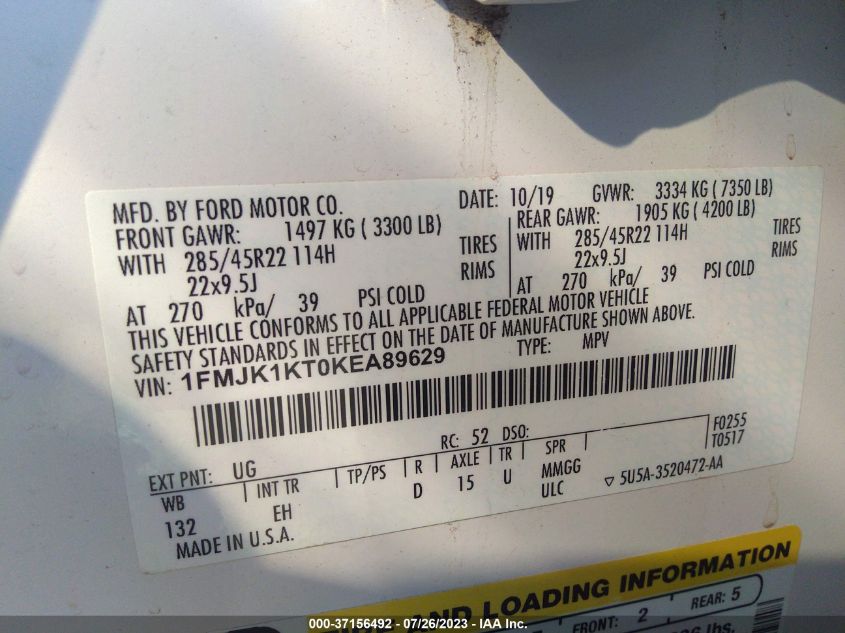 MFD. BY FORD MOTOR CO.
DATE: 10/19 GVWR: 3334 KG ( 7350 LB)
FRONT GAWR: 1497 KG ( 3300 LB)
REAR GAWR: 1905 KG ( 4200 LB)
WITH 285/45R22 114H TIRES
WITH 285/45R22 114H TIRES
22x9.5J RIMS
22x9.5J RIMS
AT 270 kPa/ 39 PSI COLD
AT 270 kPa/ 39 PSI COLD
THIS VEHICLE CONFORMS TO ALL APPLICABLE FEDERAL MOTOR VEHICLE
SAFETY STANDARDS IN EFFECT ON THE DATE OF MANUFACTURE SHOWN ABOVE.
VIN: 1FMJK1KT0KEA89629 TYPE: MPV
EXT PNT: UG RC: 52 DSO: F0255
T0517
WB INT TR TP/PS R AXLE TR SPR
132 EH D 15 U MMGG
ULC ▽ 5U5A-3520472-AA
MADE IN U.S.A.
AND LOADING INFORMATION
FRONT: 2 REAR: 5
lbs.
000-37156492 - 07/26/2023 - IAA Inc.